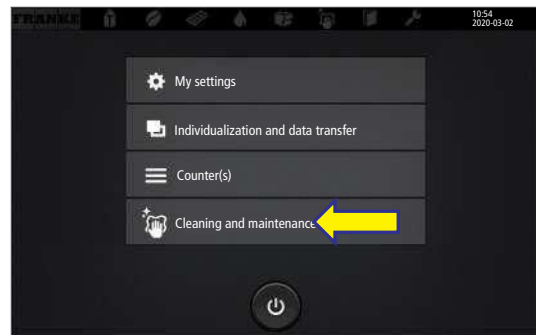 FRANKE
10:54
2020-03-02
My settings
Individualization and data transfer
Counter(s)
Cleaning and maintenance